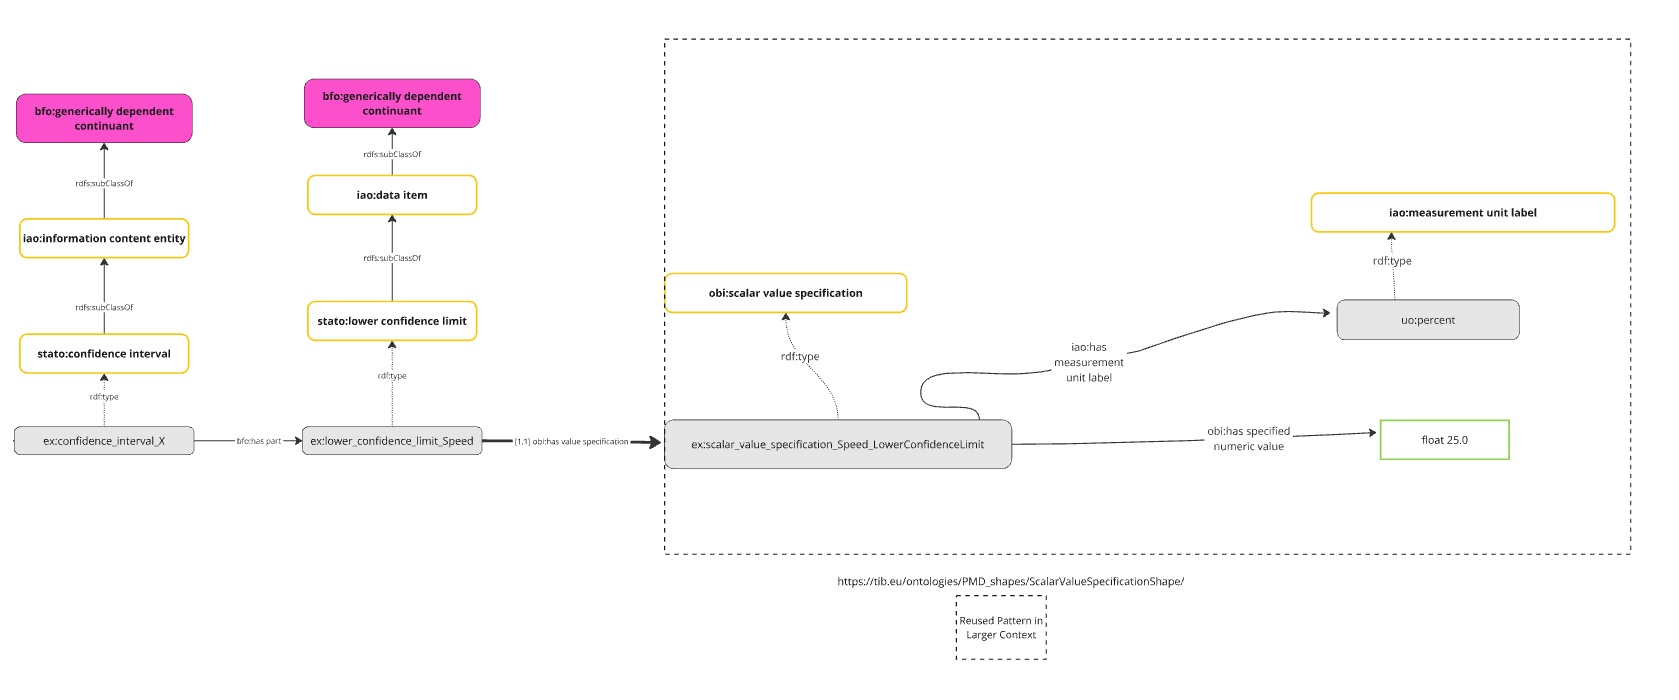 bfo:generically dependent
continuant
rdfs:subClassOf
iao:information content entity
rdfs:subClassOf
stato:confidence interval
rdf:type
ex:confidence_interval_X
bfo:has part
bfo:generically dependent
continuant
rdfs:subClassOf
iao:data item
rdfs:subClassOf
stato:lower confidence limit
rdf:type
ex:lower_confidence_limit_Speed
[1,1] obi:has value specification
obi:scalar value specification
rdf:type
ex:scalar_value_specification_Speed_LowerConfidenceLimit
iao:has
measurement
unit label
iao:measurement unit label
rdf:type
uo:percent
obi:has specified
numeric value
float 25.0
https://tib.eu/ontologies/PMD_shapes/ScalarValueSpecificationShape/
Reused Pattern in
Larger Context